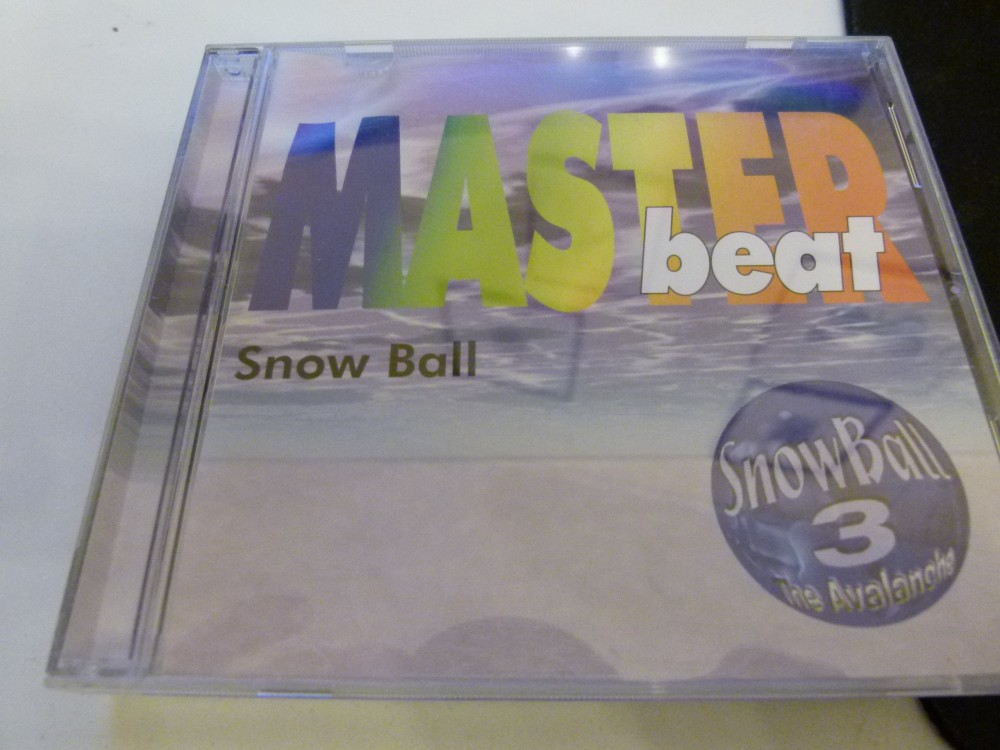 MASTER
beat
Snow Ball
SnowBall
3
The Avalanche